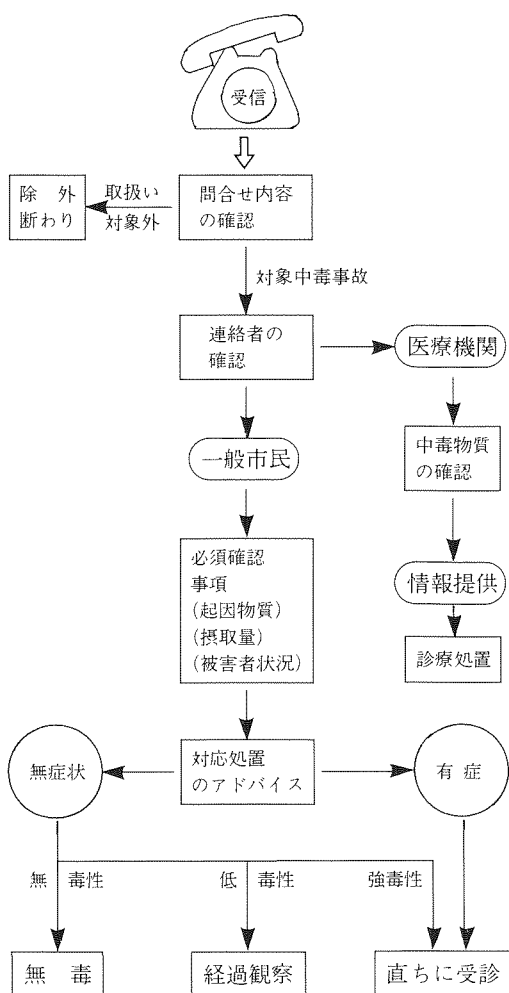 受信
除外
断わり
取扱い
対象外
問合せ内容
の確認
対象中毒事故
連絡者の
確認
医療機関
一般市民
中毒物質
の確認
必須確認
事項
(起因物質)
(摂取量)
(被害者状況)
情報提供
診療処置
無症状
対応処置
のアドバイス
有症
無毒性
低毒性
強毒性
無毒
経過観察
直ちに受診